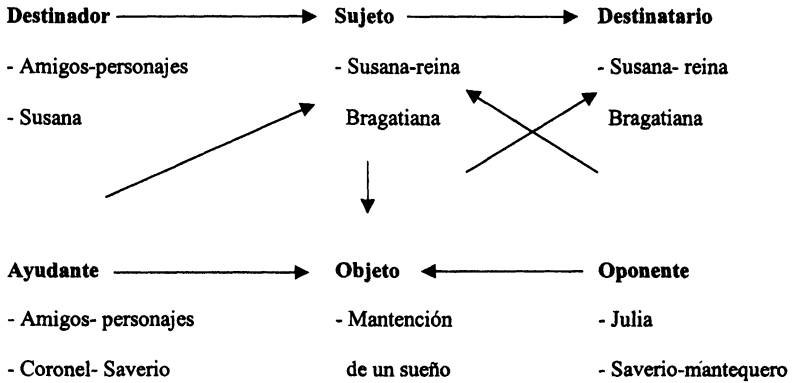 Destinador Sujeto Destinatario
- Amigos-personajes - Susana-reina - Susana- reina
- Susana Bragatiana Bragatiana
Ayudante Objeto Oponente
- Amigos- personajes - Mantención - Julia
- Coronel- Saverio de un sueño - Saverio-mantequero